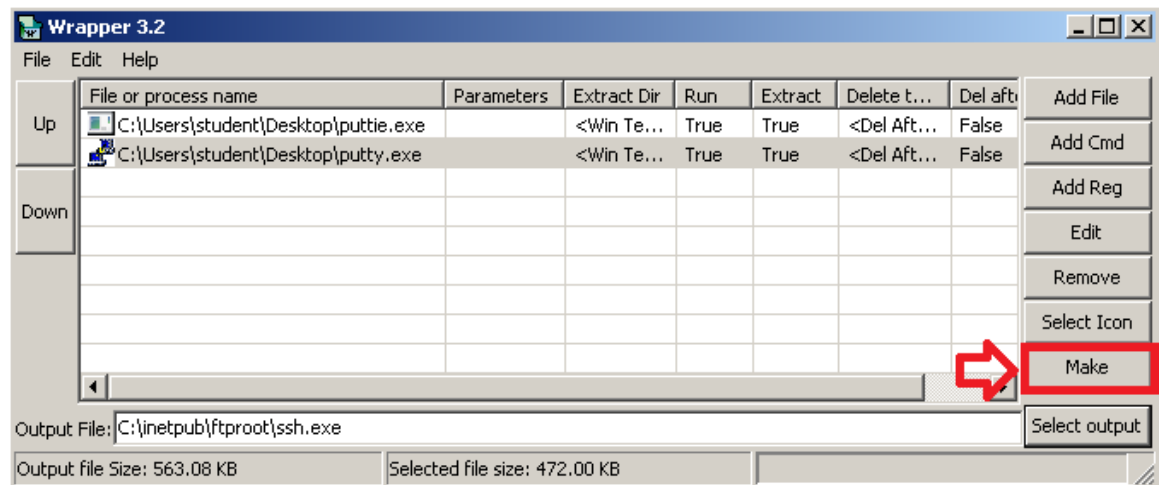 Wrapper 3.2
File Edit Help
File or process name Parameters Extract Dir Run Extract Delete t... Del afte
Up
C:\Users\student\Desktop\puttie.exe <Win Te... True True <Del Aft... False
C:\Users\student\Desktop\putty.exe <Win Te... True True <Del Aft... False
Down
Add File
Add Cmd
Add Reg
Edit
Remove
Select Icon
Make
Output File: C:\inetpub\ftproot\ssh.exe Select output
Output file Size: 563.08 KB Selected file size: 472.00 KB